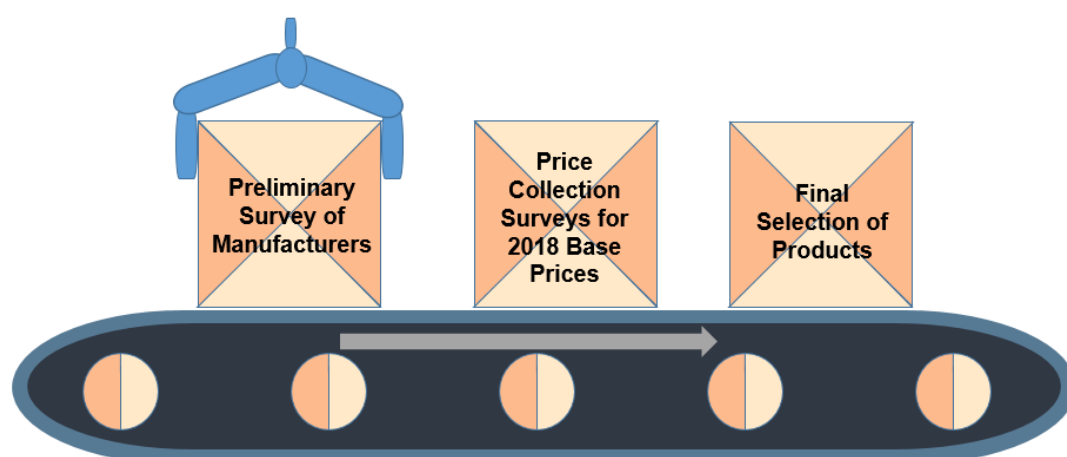 Preliminary
Survey of
Manufacturers
Price
Collection
Surveys for
2018 Base
Prices
Final
Selection of
Products